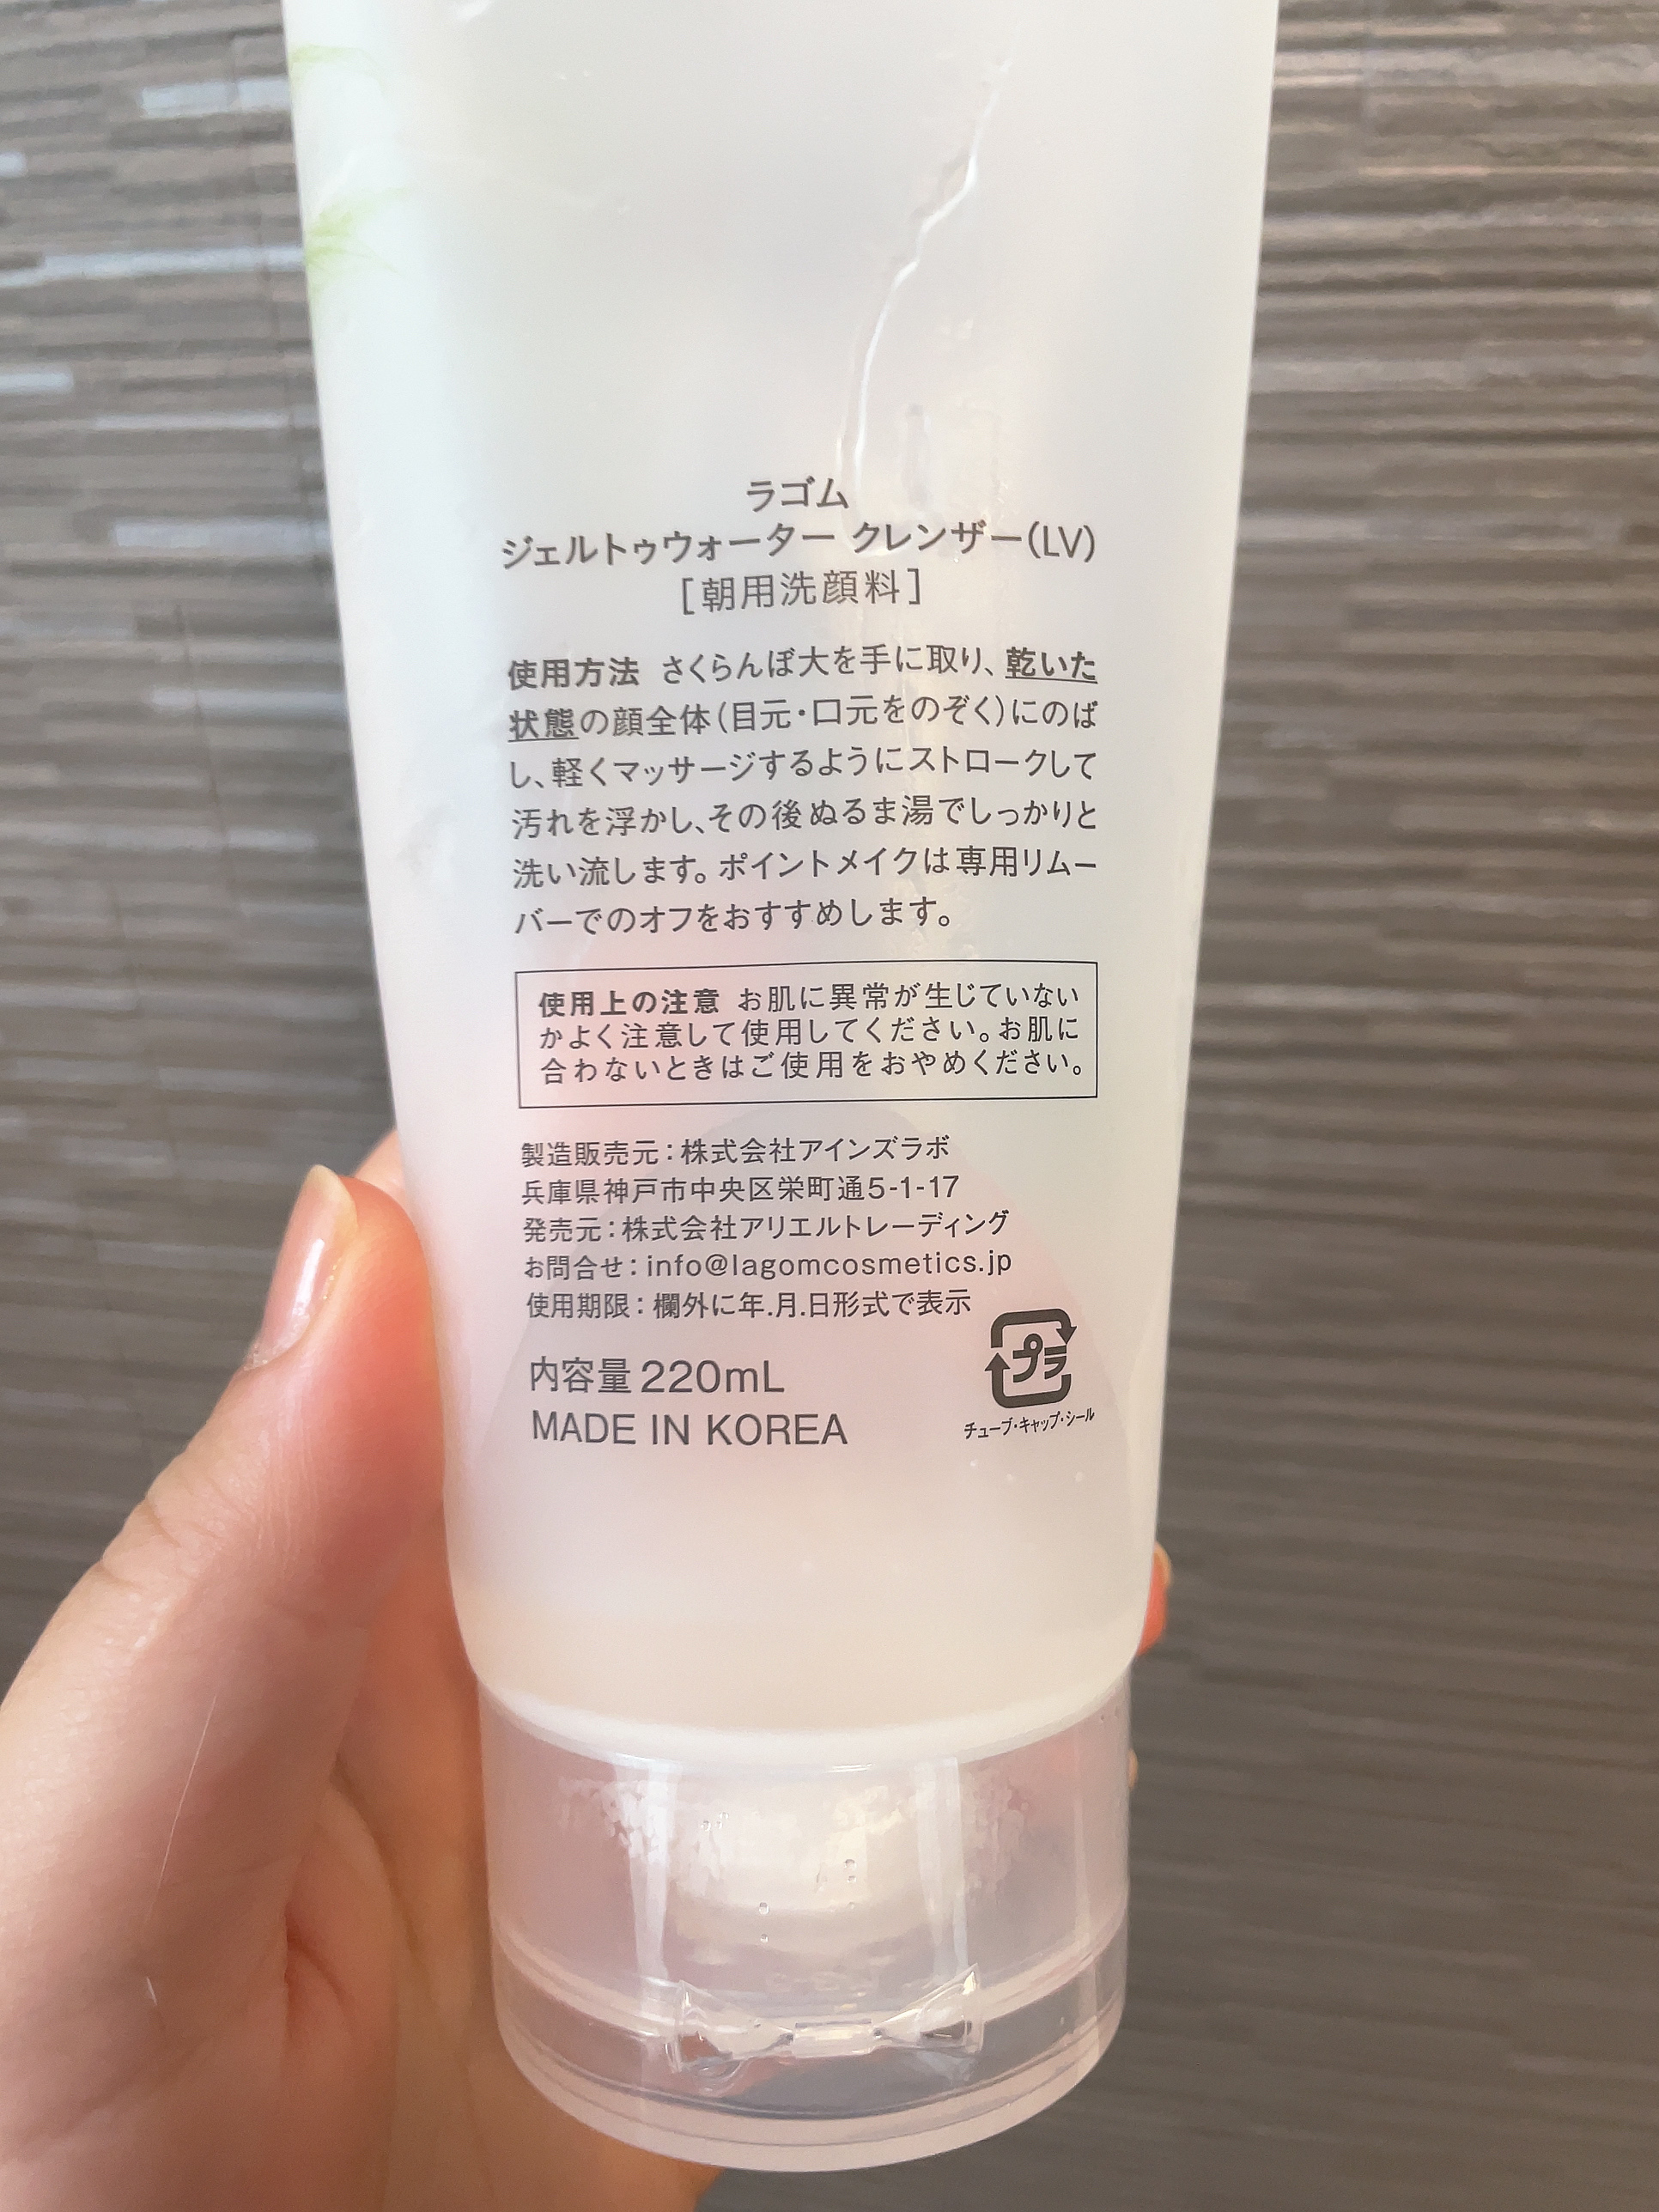 ラゴム
ジェルトゥウォーター クレンザー(LV)
[朝用洗顔料]
使用方法 さくらんぼ大を手に取り、乾いた
状態の顔全体(目元・口元をのぞく)にのば
し、軽くマッサージするようにストロークして
汚れを浮かし、その後ぬるま湯でしっかりと
洗い流します。ポイントメイクは専用リムー
バーでのオフをおすすめします。
使用上の注意 お肌に異常が生じていない
かよく注意して使用してください。お肌に
合わないときはご使用をおやめください。
製造販売元：株式会社アインズラボ
兵庫県神戸市中央区栄町通5-1-17
発売元：株式会社アリエルトレーディング
お問合せ：info@lagomcosmetics.jp
使用期限：欄外に年.月.日形式で表示
内容量 220mL
MADE IN KOREA
プラ
チューブ・キャップ・シール